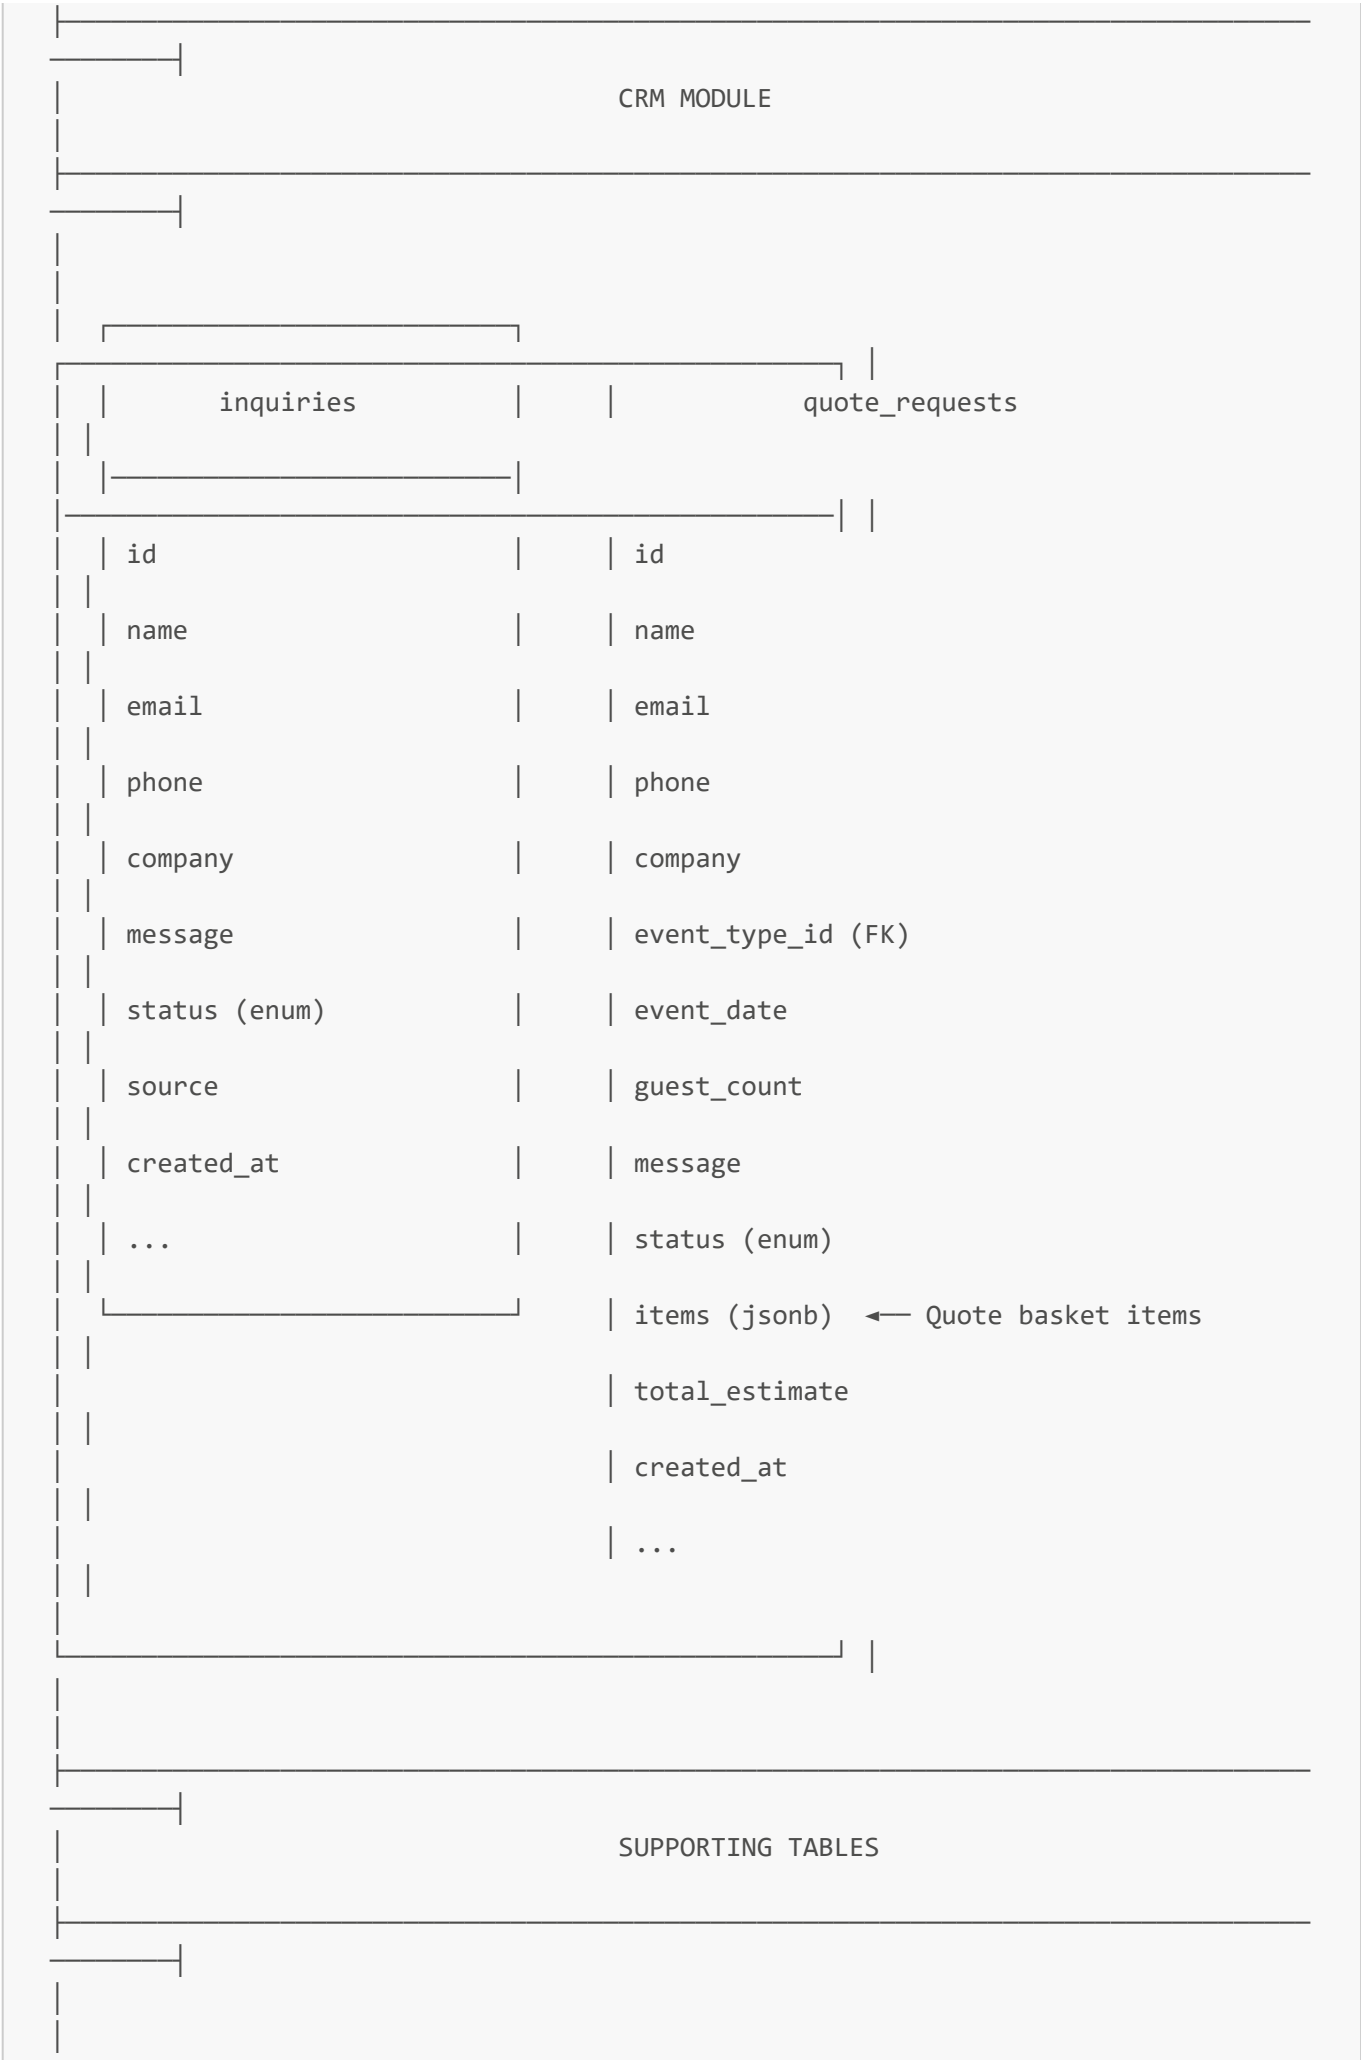 CRM MODULE
inquiries quote_requests
id id
name name
email email
phone phone
company company
message event_type_id (FK)
status (enum) event_date
source guest_count
created_at message
... status (enum)
items (jsonb) ◄── Quote basket items
total_estimate
created_at
...
SUPPORTING TABLES